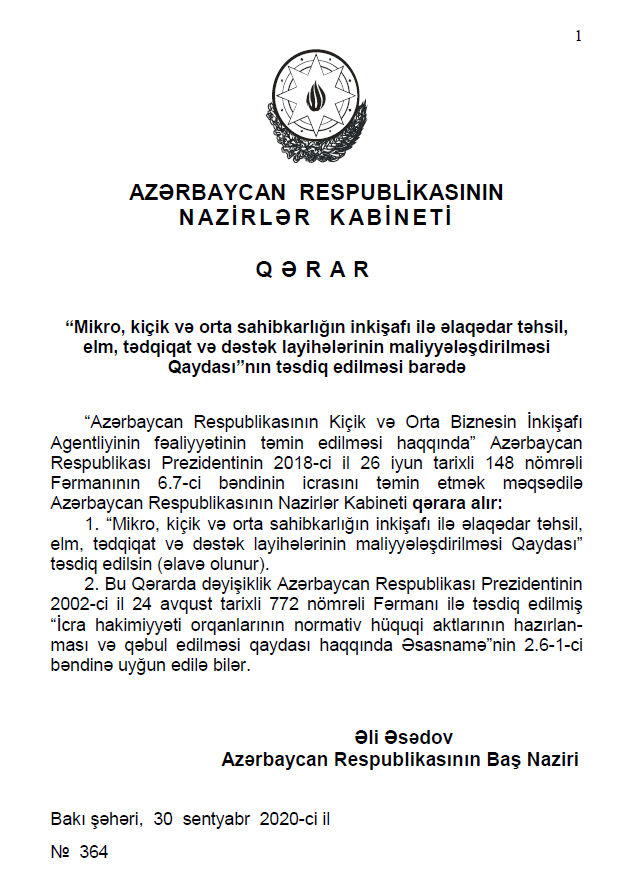 1
AZƏRBAYCAN RESPUBLİKASININ
NAZİRLƏR KABİNETİ
QƏRAR
“Mikro, kiçik və orta sahibkarlığın inkişafı ilə əlaqədar təhsil,
elm, tədqiqat və dəstək layihələrinin maliyyələşdirilməsi
Qaydası”nın təsdiq edilməsi barədə
“Azərbaycan Respublikasının Kiçik və Orta Biznesin İnkişafı
Agentliyinin fəaliyyətinin təmin edilməsi haqqında” Azərbaycan
Respublikası Prezidentinin 2018-ci il 26 iyun tarixli 148 nömrəli
Fərmanının 6.7-ci bəndinin icrasını təmin etmək məqsədilə
Azərbaycan Respublikasının Nazirlər Kabineti qərara alır:
1. “Mikro, kiçik və orta sahibkarlığın inkişafı ilə əlaqədar təhsil,
elm, tədqiqat və dəstək layihələrinin maliyyələşdirilməsi Qaydası”
təsdiq edilsin (əlavə olunur).
2. Bu Qərarda dəyişiklik Azərbaycan Respublikası Prezidentinin
2002-ci il 24 avqust tarixli 772 nömrəli Fərmanı ilə təsdiq edilmiş
“İcra hakimiyyəti orqanlarının normativ hüquqi aktlarının hazırlan-
ması və qəbul edilməsi qaydası haqqında Əsasnamə”nin 2.6-1-ci
bəndinə uyğun edilə bilər.
Əli Əsədov
Azərbaycan Respublikasının Baş Naziri
Bakı şəhəri, 30 sentyabr 2020-ci il
№ 364